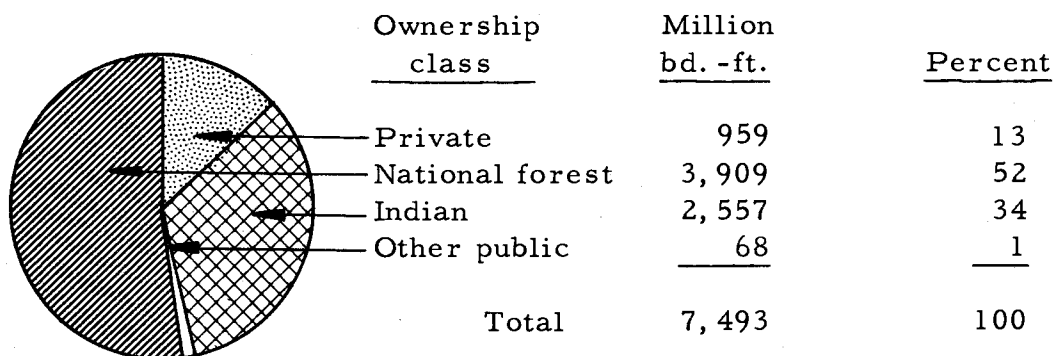 Ownership class Million bd.-ft. Percent
Private 959 13
National forest 3,909 52
Indian 2,557 34
Other public 68 1
Total 7,493 100